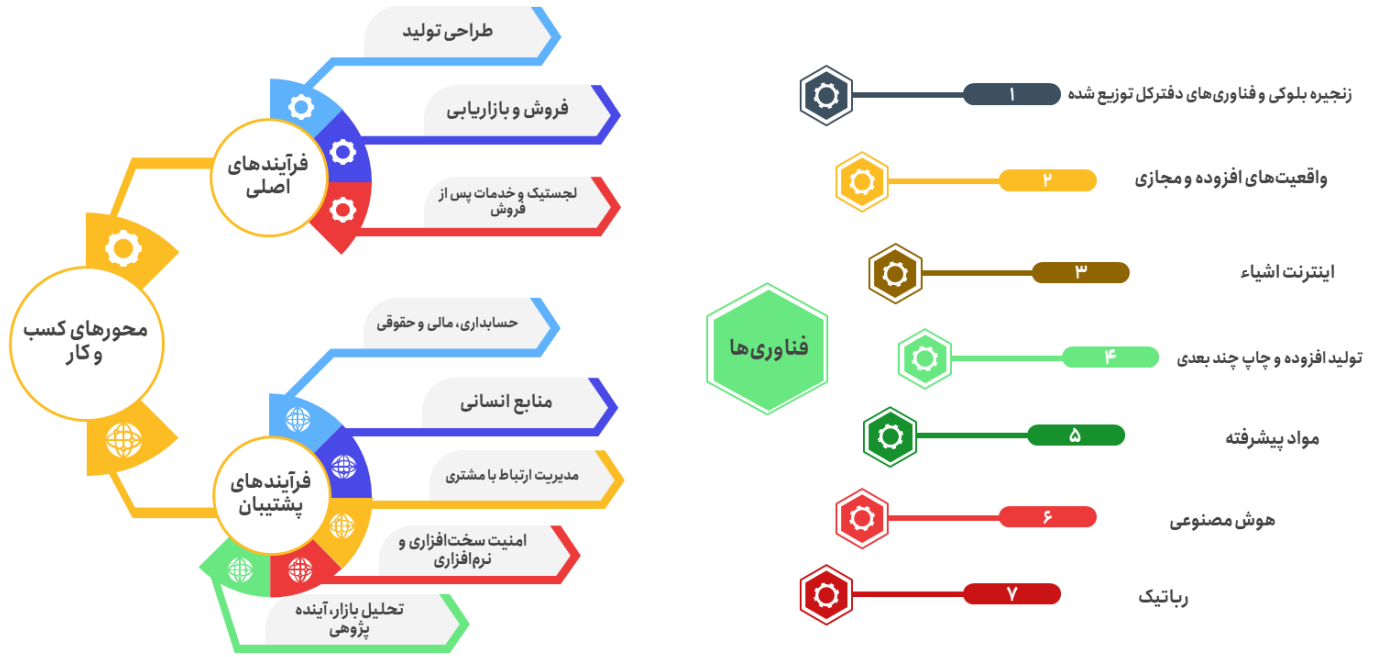 محورهای کسب
و کار
فرآیندهای
اصلی
طراحی تولید
فروش و بازاریابی
لجستیک و خدمات پس از
فروش
فرآیندهای
پشتیبان
حسابداری، مالی و حقوقی
منابع انسانی
مدیریت ارتباط با مشتری
امنیت سخت‌افزاری و
نرم‌افزاری
تحلیل بازار، آینده
پژوهی
فناوری‌ها
۱ زنجیره بلوکی و فناوری‌های دفترکل توزیع شده
۲ واقعیت‌های افزوده و مجازی
۳ اینترنت اشیاء
۴ تولید افزوده و چاپ چند بعدی
۵ مواد پیشرفته
۶ هوش مصنوعی
۷ رباتیک